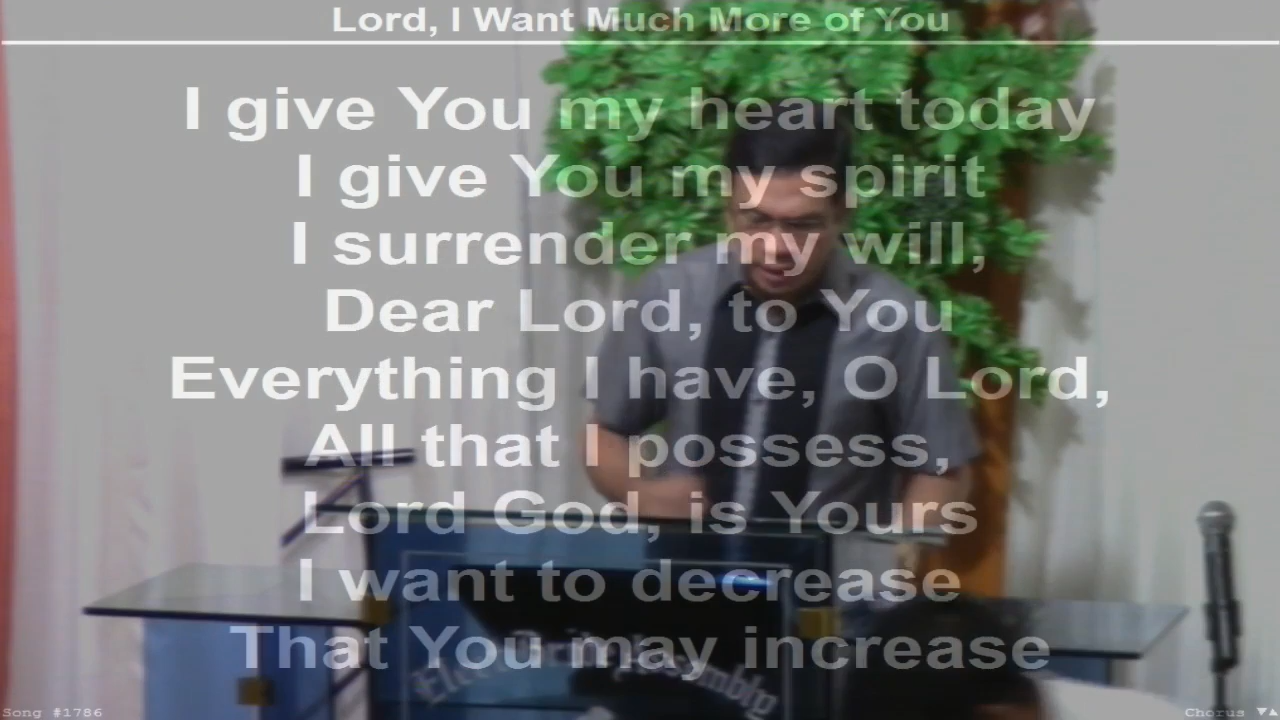 Lord, I Want Much More of You
I give You my heart today
I give You my spirit
I surrender my will,
Dear Lord, to You
Everything I have, O Lord,
All that I possess,
Lord God, is Yours
I want to decrease
That You may increase
Song #1786
Chorus ▼▲